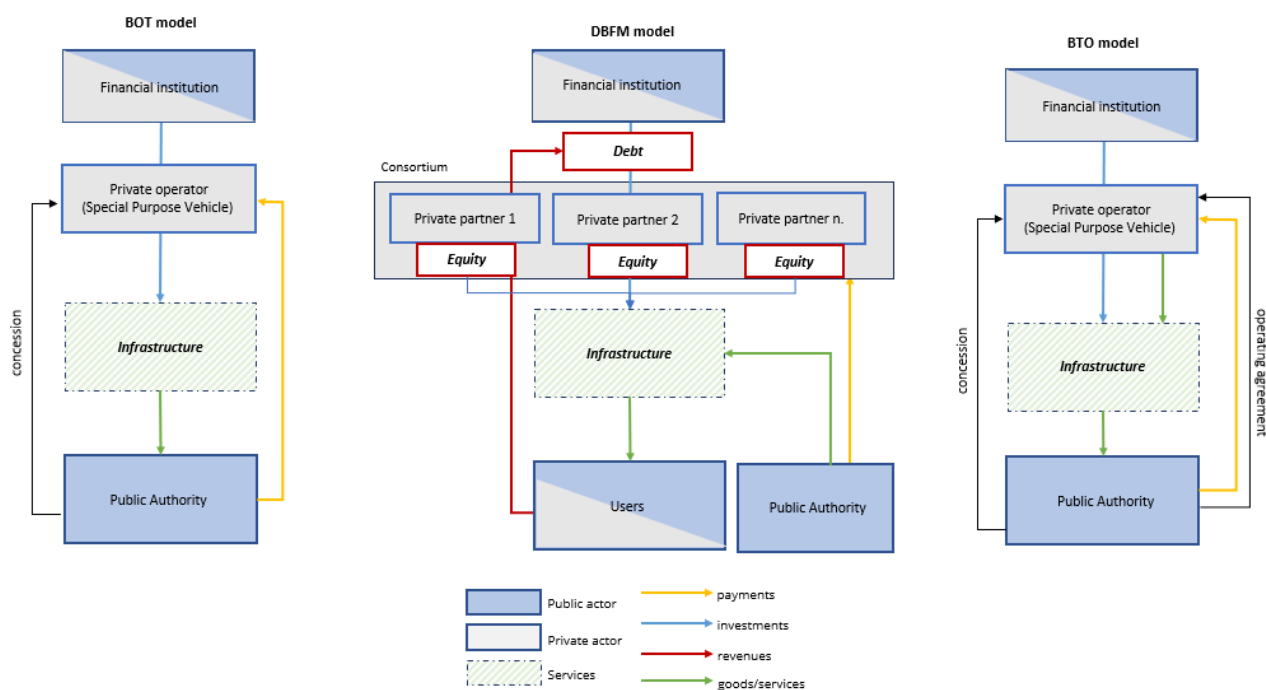 BOT model
Financial institution
Private operator
(Special Purpose Vehicle)
concession
Infrastructure
Public Authority
DBFM model
Financial institution
Debt
Consortium
Private partner 1
Private partner 2
Private partner n.
Equity
Equity
Equity
Infrastructure
Users
Public Authority
BTO model
Financial institution
Private operator
(Special Purpose Vehicle)
concession
operating agreement
Infrastructure
Public Authority
Public actor
Private actor
Services
payments
investments
revenues
goods/services